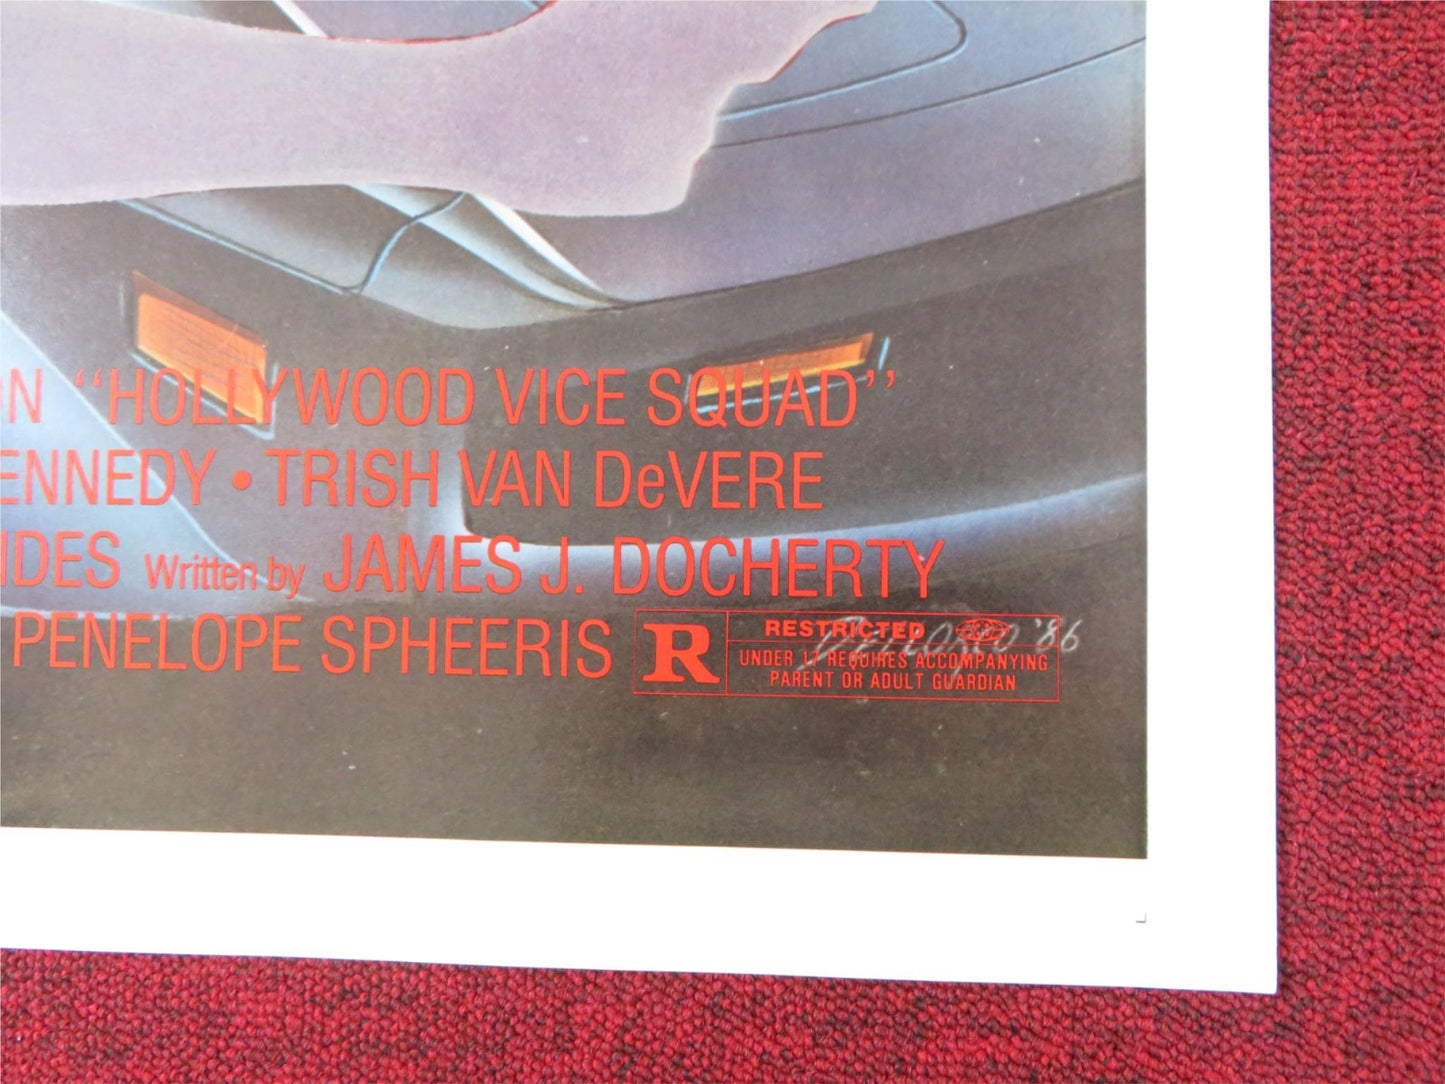 ON “HOLLYWOOD VICE SQUAD”
ENNEDY • TRISH VAN DeVERE
IDES Written by JAMES J. DOCHERTY
PENELOPE SPHEERIS
R
RESTRICTED
UNDER 17 REQUIRES ACCOMPANYING
PARENT OR ADULT GUARDIAN
'86